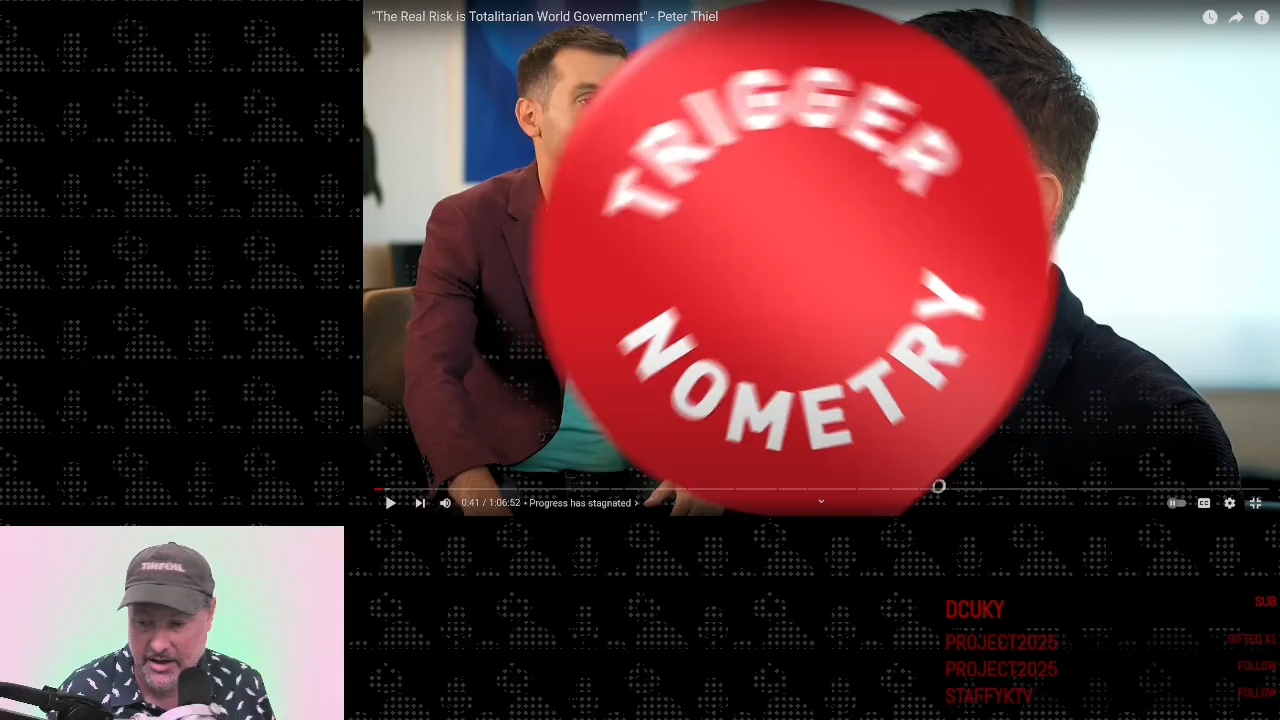 "The Real Risk is Totalitarian World Government" - Peter Thiel
TRIGGER
NOMETRY
0:41 / 1:06:52 • Progress has stagnated >
CC
TINFOIL
DCUKY SUB
PROJECT2025 GIFTED X1
PROJECT2025 FOLLOW
STAFFYKTV FOLLOW